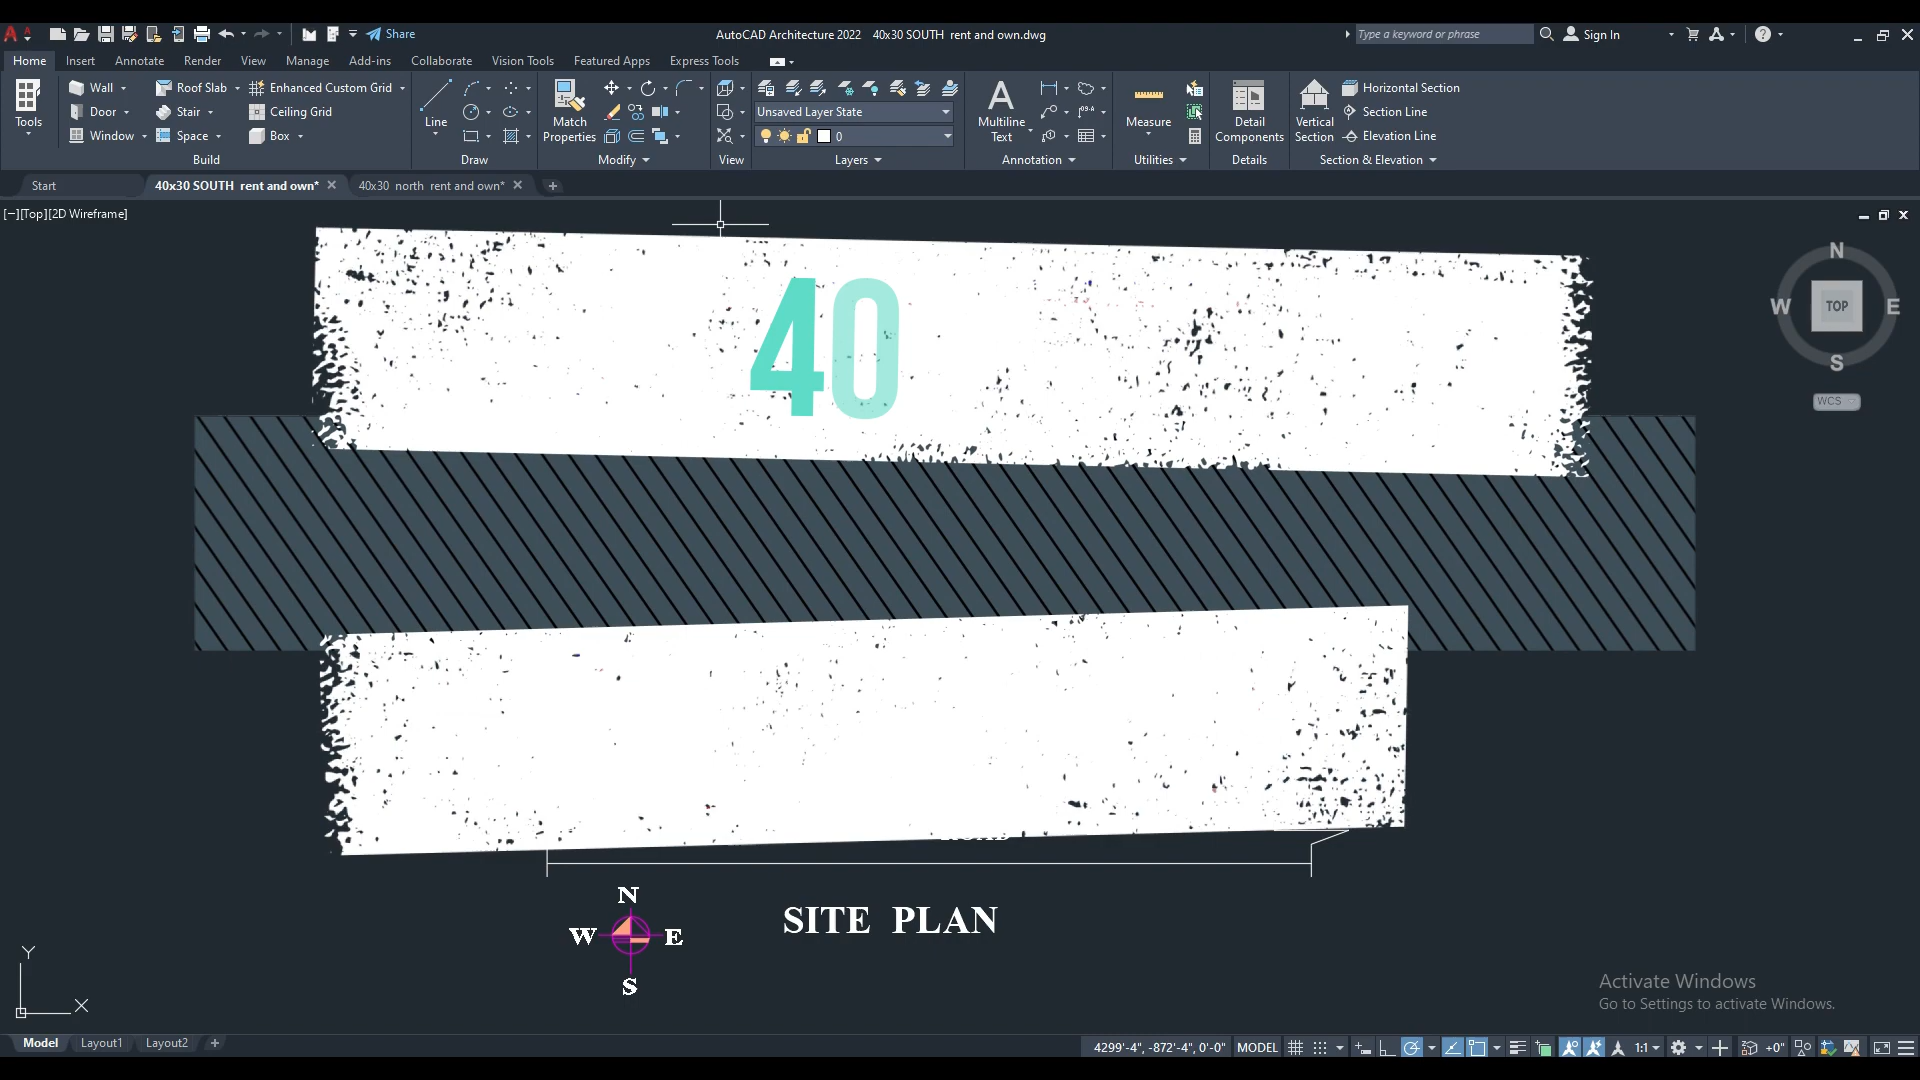 AutoCAD Architecture 2022 40x30 SOUTH rent and own.dwg
Share
Type a keyword or phrase
Sign In
Home Insert Annotate Render View Manage Add-ins Collaborate Vision Tools Featured Apps Express Tools
Tools
Wall
Door
Window
Roof Slab
Stair
Space
Enhanced Custom Grid
Ceiling Grid
Box
Build
Line
Draw
Match
Properties
Modify
View
Unsaved Layer State
0
Layers
Multiline
Text
Annotation
Measure
Utilities
Detail
Components
Details
Vertical
Section
Horizontal Section
Section Line
Elevation Line
Section & Elevation
Start
40x30 SOUTH rent and own*
40x30 north rent and own*
[−][Top][2D Wireframe]
N
W TOP E
S
WCS
40
N
W E
S
SITE PLAN
Y
X
Activate Windows
Go to Settings to activate Windows.
Model Layout1 Layout2
4299'-4", -872'-4", 0'-0" MODEL
1:1
+0"